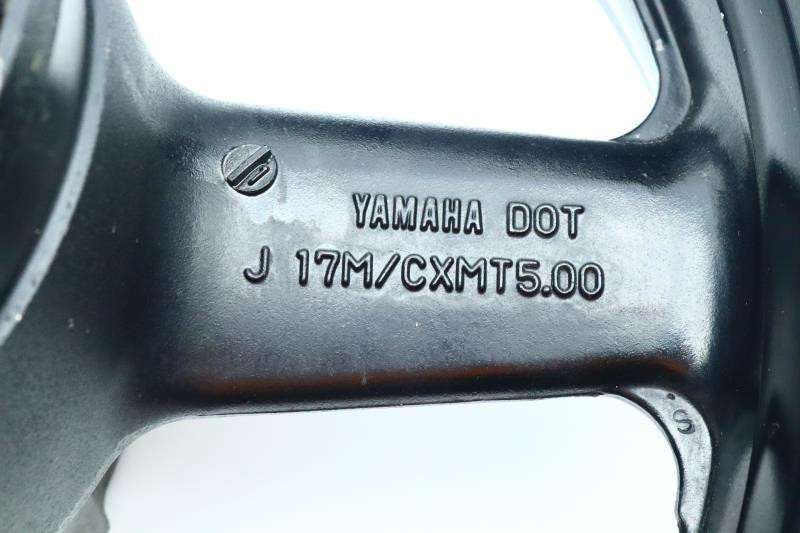 YAMAHA DOT
J 17M/CXMT5.00
S